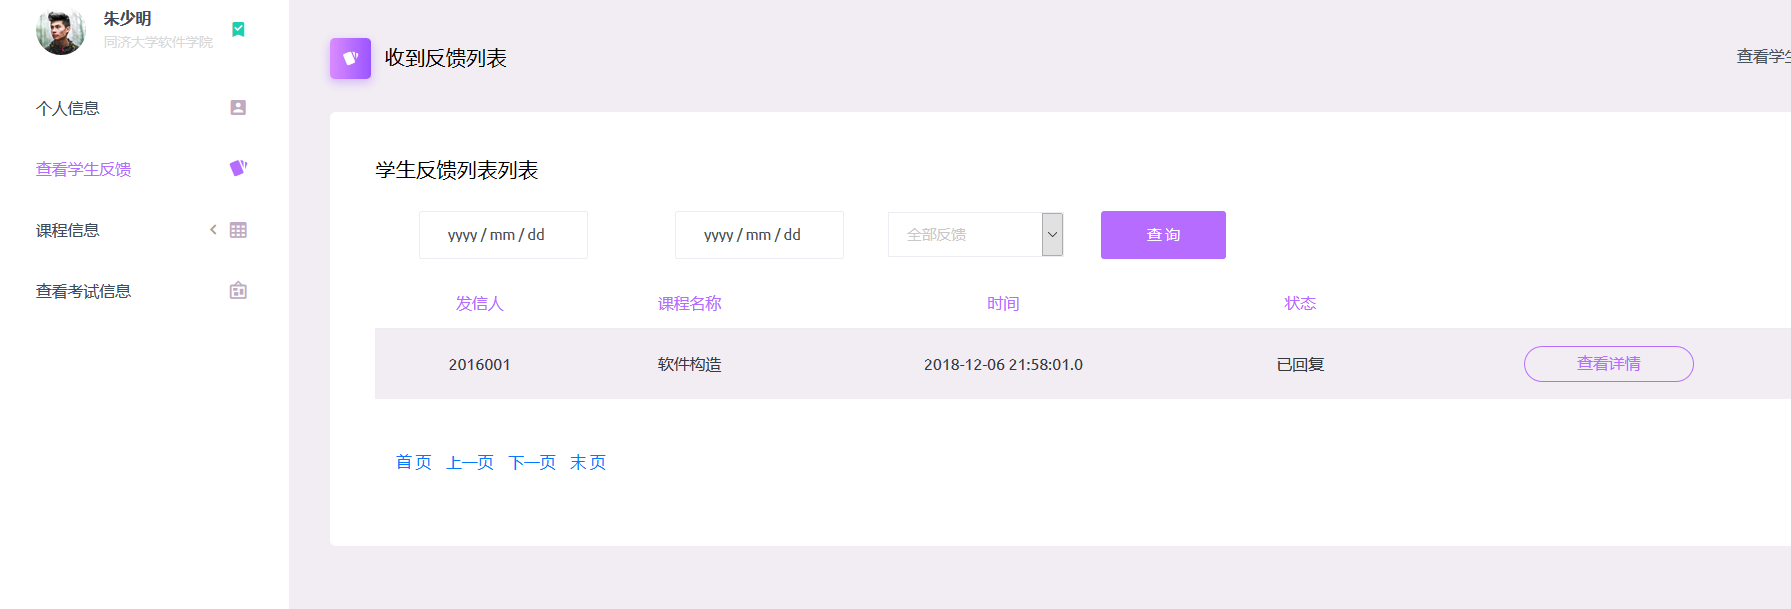 朱少明
同济大学软件学院
个人信息
查看学生反馈
课程信息
查看考试信息
收到反馈列表
查看学生
学生反馈列表列表
yyyy / mm / dd yyyy / mm / dd 全部反馈 查 询
发信人 课程名称 时间 状态
2016001 软件构造 2018-12-06 21:58:01.0 已回复 查看详情
首 页 上一页 下一页 末 页